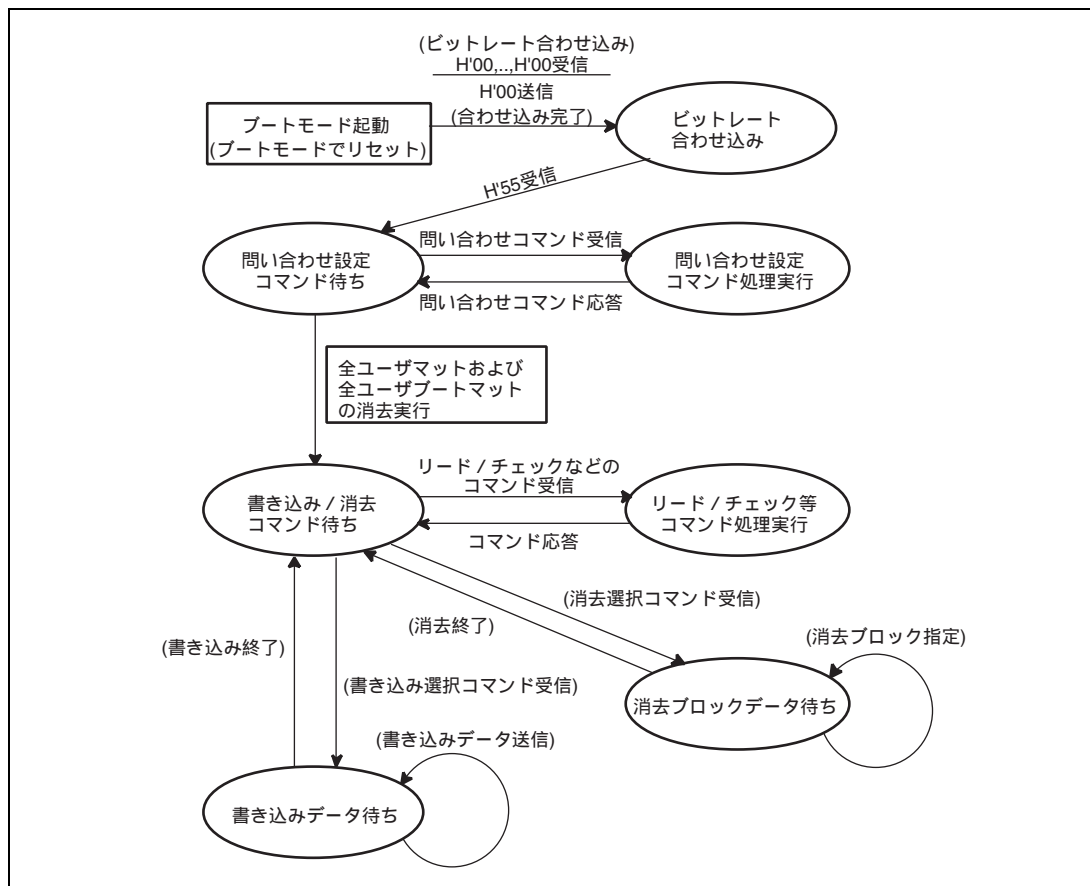 (ビットレート合わせ込み)
H'00,..,H'00受信
H'00送信
(合わせ込み完了)
ブートモード起動
(ブートモードでリセット)
ビットレート
合わせ込み
H'55受信
問い合わせ設定
コマンド待ち
問い合わせコマンド受信
問い合わせコマンド応答
問い合わせ設定
コマンド処理実行
全ユーザマットおよび
全ユーザブートマット
の消去実行
書き込み / 消去
コマンド待ち
リード / チェックなどの
コマンド受信
コマンド応答
リード / チェック等
コマンド処理実行
(消去選択コマンド受信)
(消去終了)
(書き込み終了)
(書き込み選択コマンド受信)
(消去ブロック指定)
消去ブロックデータ待ち
(書き込みデータ送信)
書き込みデータ待ち